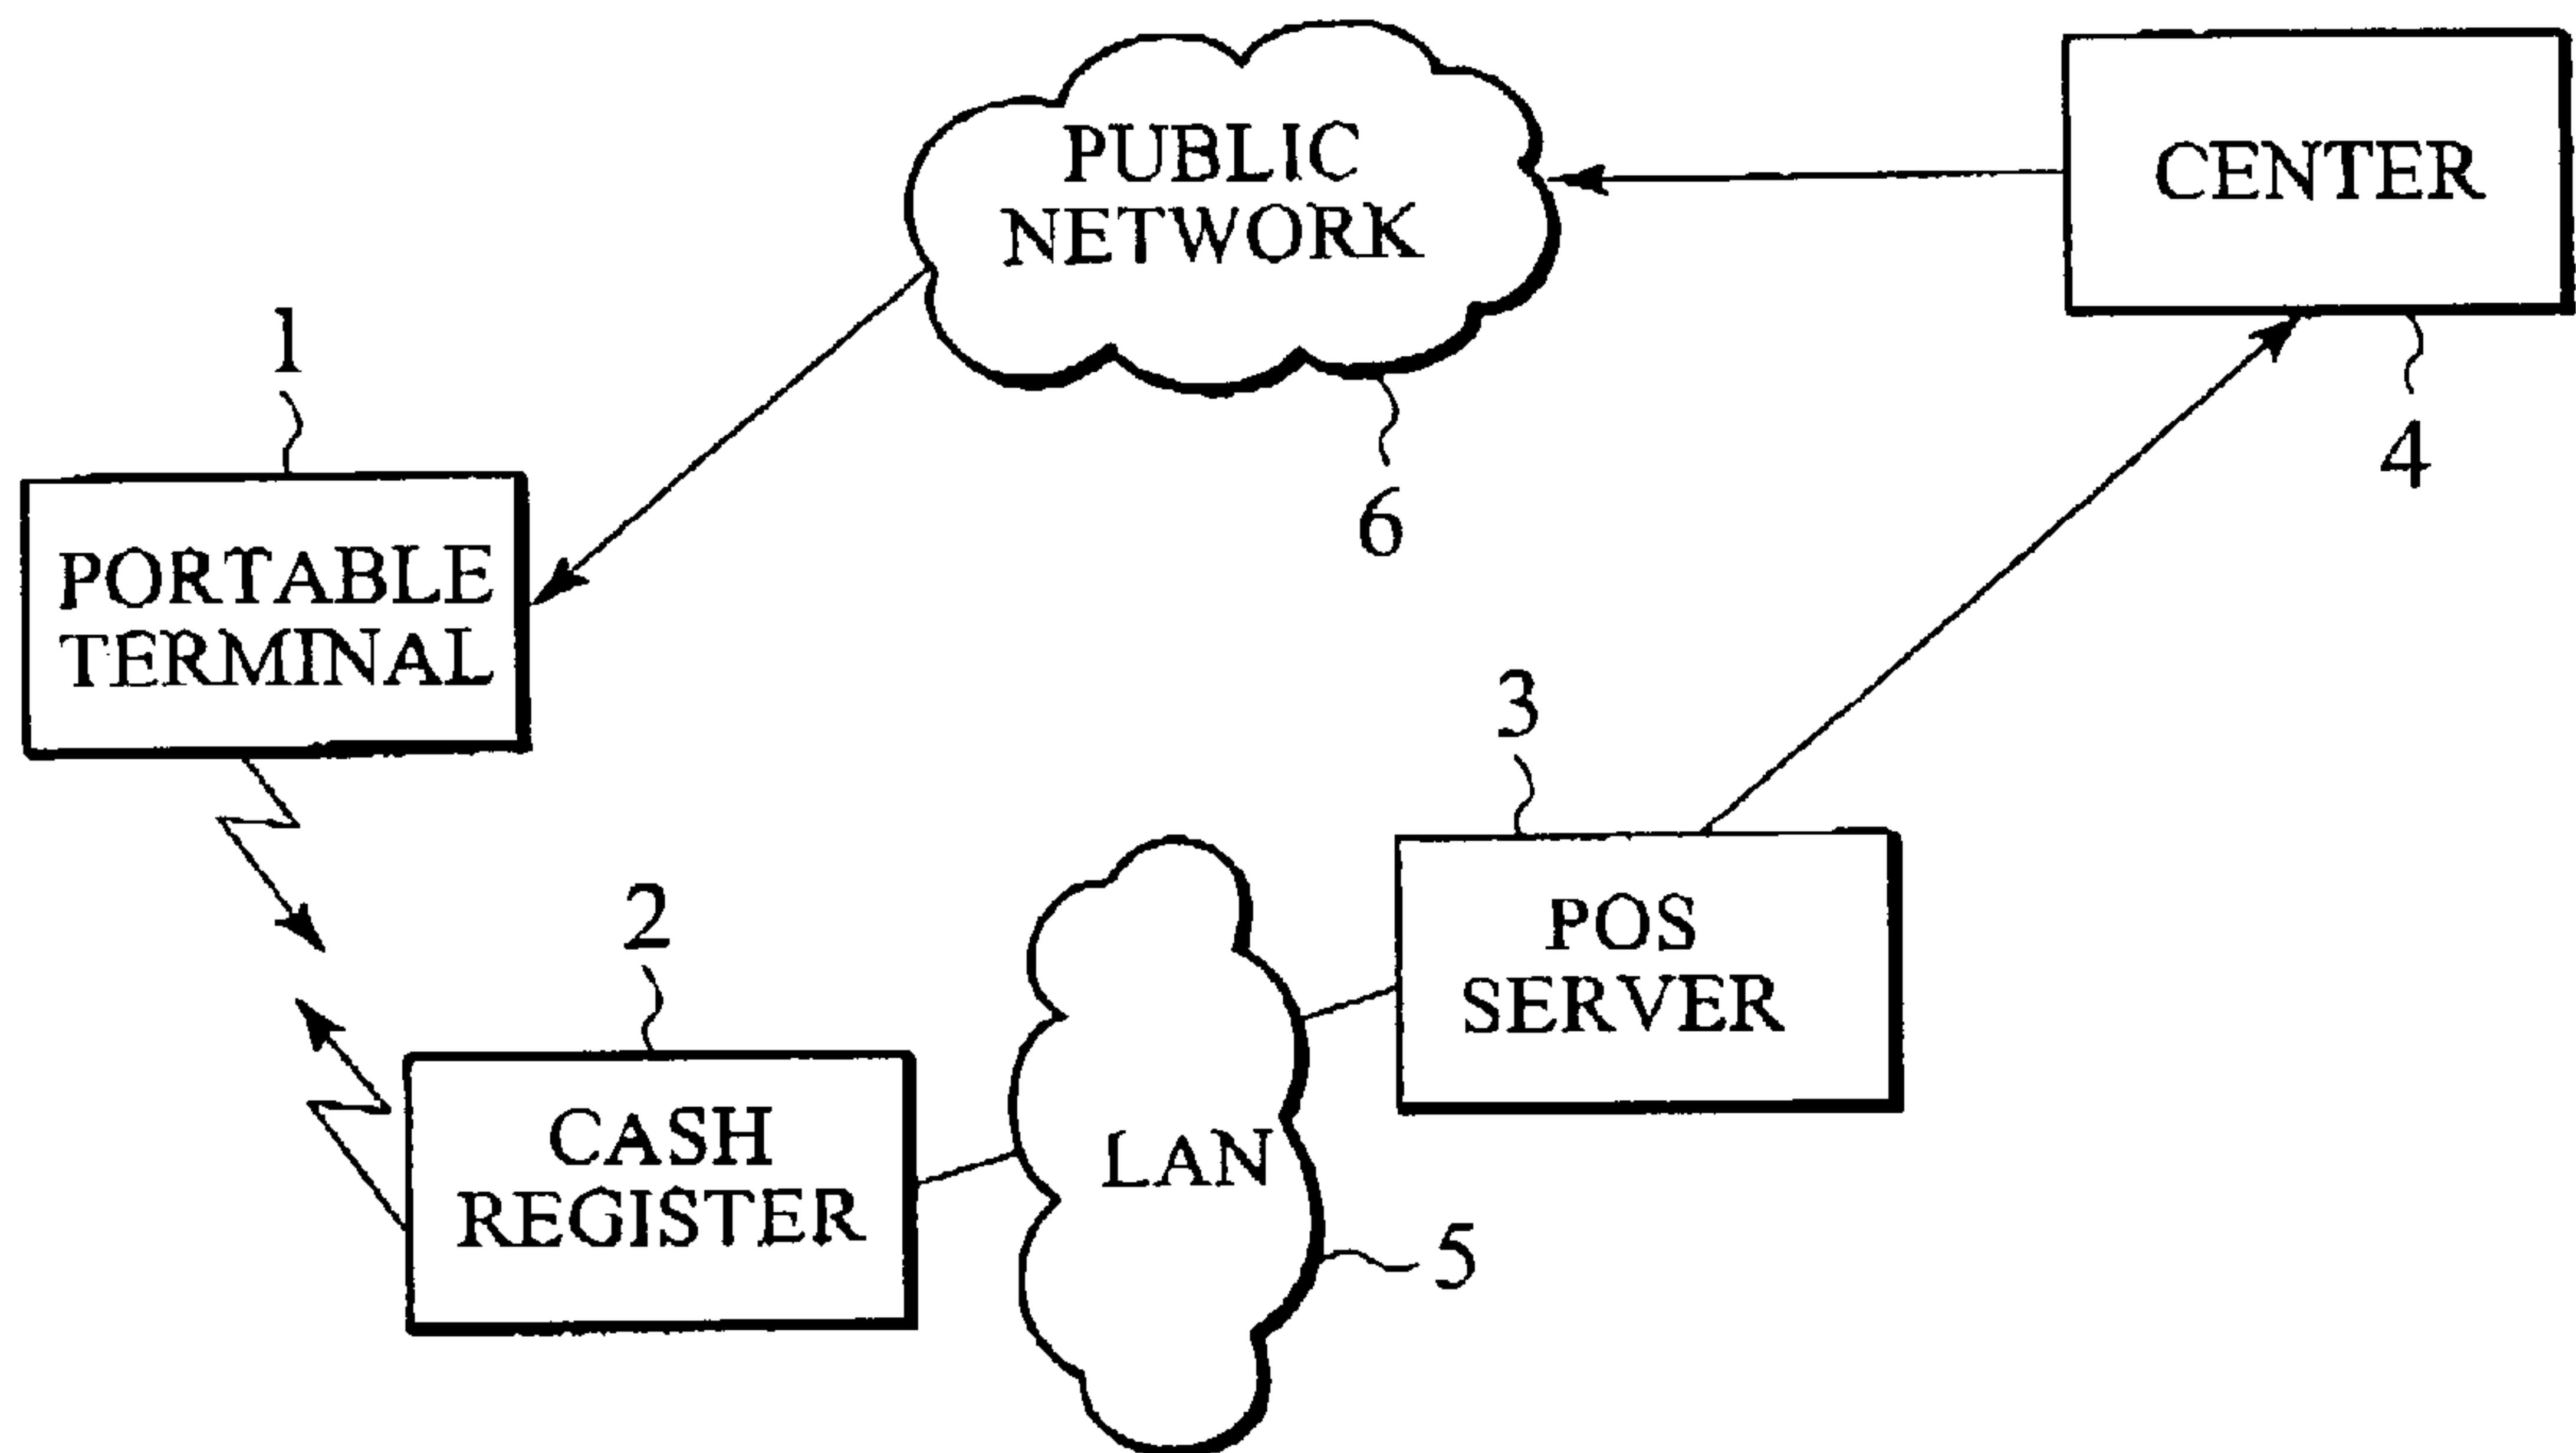 PUBLIC
NETWORK
6
CENTER
4
1
PORTABLE
TERMINAL
3
POS
SERVER
2
CASH
REGISTER
LAN
5